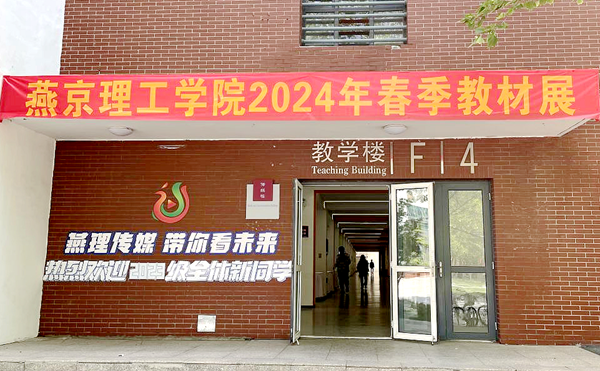 燕京理工学院2024年春季教材展
教学楼 F 4
Teaching Building
燕理传媒 带你看未来
热烈欢迎2023级全体新同学